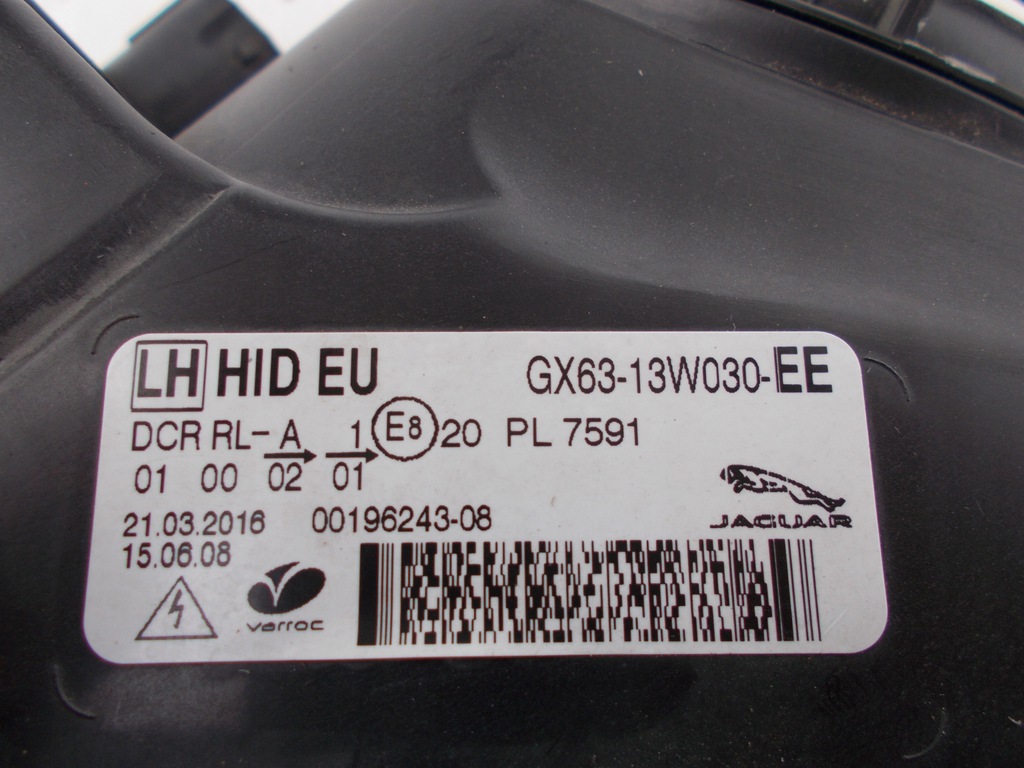 LH HID EU GX63-13W030-EE
DCR RL- A 1 E8 20 PL 7591
01 00 02 01
21.03.2016 00196243-08
15.06.08
JAGUAR
varroc